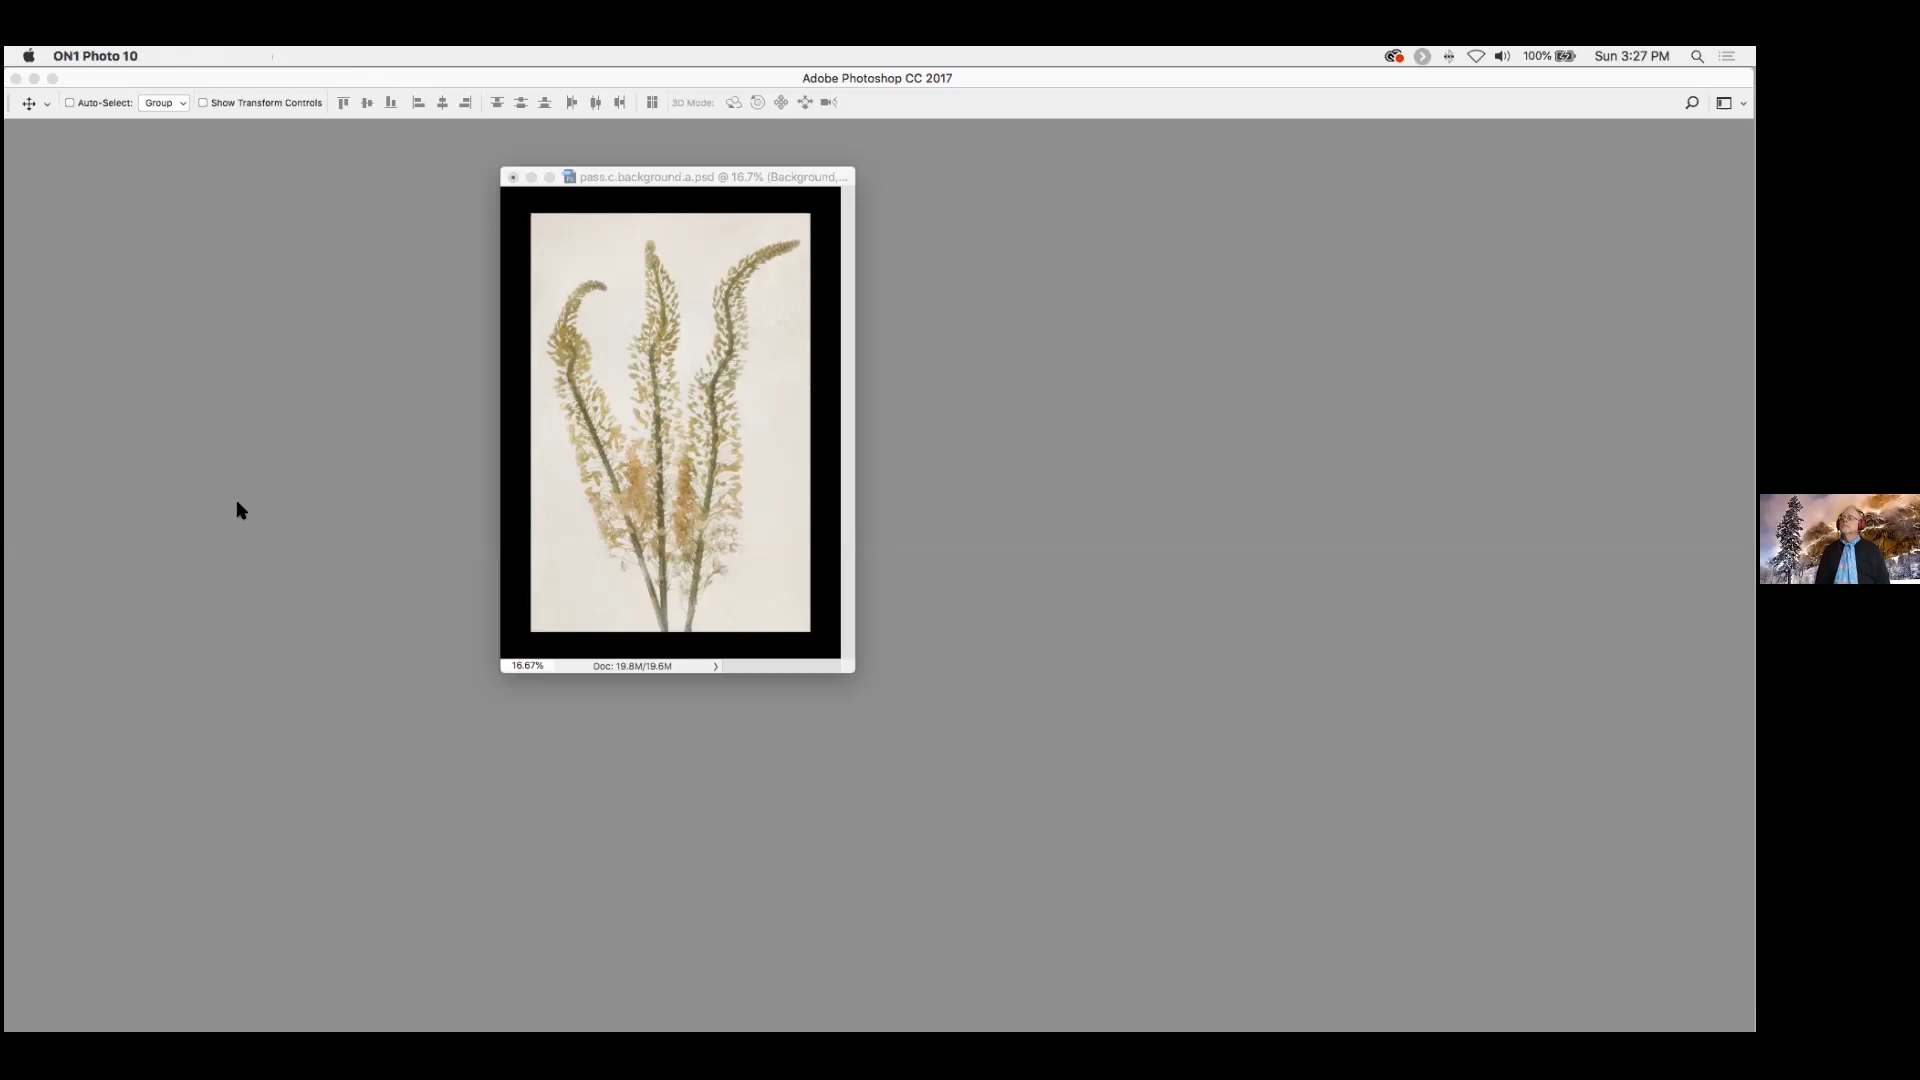 ON1 Photo 10
100%
Sun 3:27 PM
Adobe Photoshop CC 2017
Auto-Select: Group Show Transform Controls 3D Mode:
pass.c.background.a.psd @ 16.7% (Background,...
16.67% Doc: 19.8M/19.6M